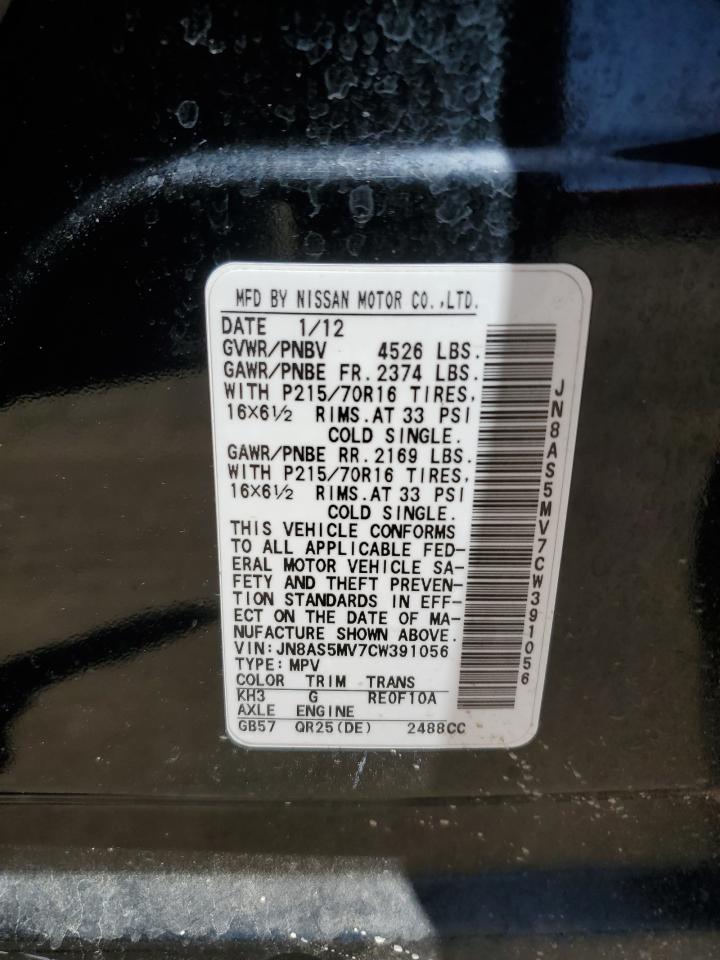 MFD BY NISSAN MOTOR CO.,LTD.
DATE 1/12
GVWR/PNBV 4526 LBS.
GAWR/PNBE FR.2374 LBS.
WITH P215/70R16 TIRES,
16×6½ RIMS.AT 33 PSI
COLD SINGLE.
GAWR/PNBE RR.2169 LBS.
WITH P215/70R16 TIRES,
16×6½ RIMS.AT 33 PSI
COLD SINGLE.
THIS VEHICLE CONFORMS
TO ALL APPLICABLE FED-
ERAL MOTOR VEHICLE SA-
FETY AND THEFT PREVEN-
TION STANDARDS IN EFF-
ECT ON THE DATE OF MA-
NUFACTURE SHOWN ABOVE.
VIN:JN8AS5MV7CW391056
TYPE:MPV
COLOR TRIM TRANS
KH3 G RE0F10A
AXLE ENGINE
GB57 QR25(DE) 2488CC
JN8AS5MV7CW391056